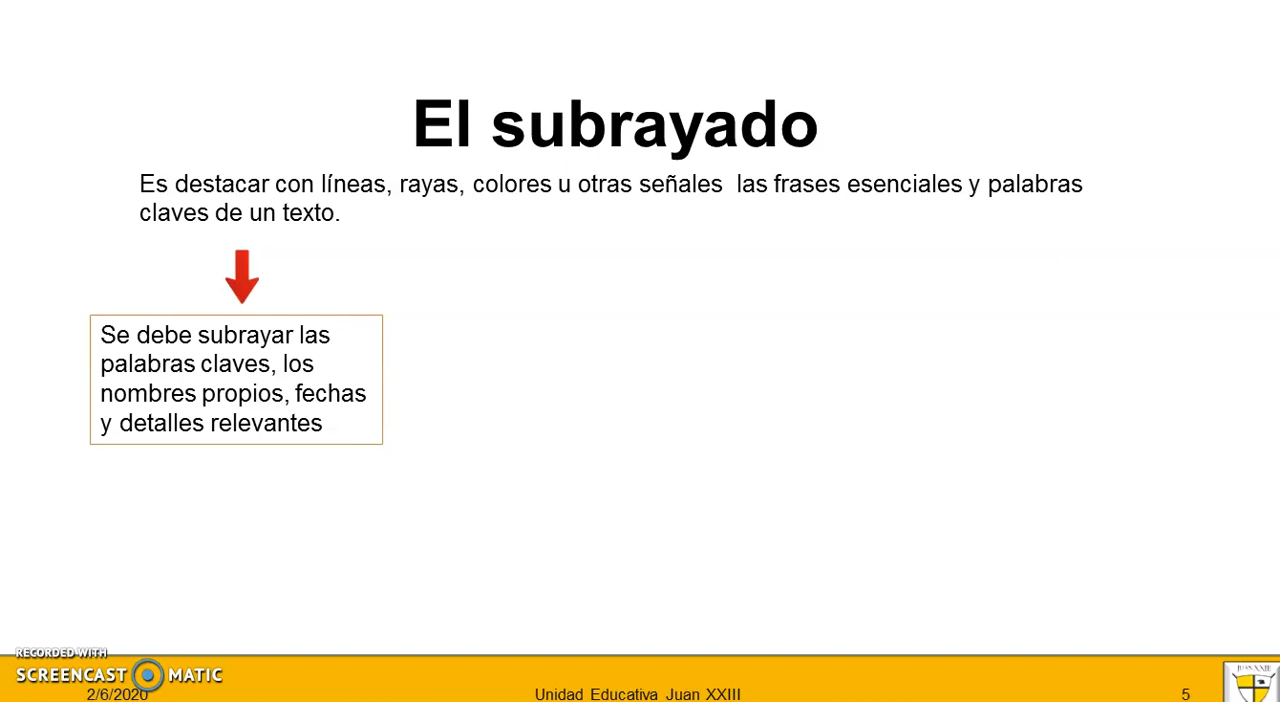 El subrayado
Es destacar con líneas, rayas, colores u otras señales las frases esenciales y palabras
claves de un texto.
Se debe subrayar las
palabras claves, los
nombres propios, fechas
y detalles relevantes
RECORDED WITH
SCREENCAST MATIC
2/6/2020
Unidad Educativa Juan XXIII
5
JUAN XXIII